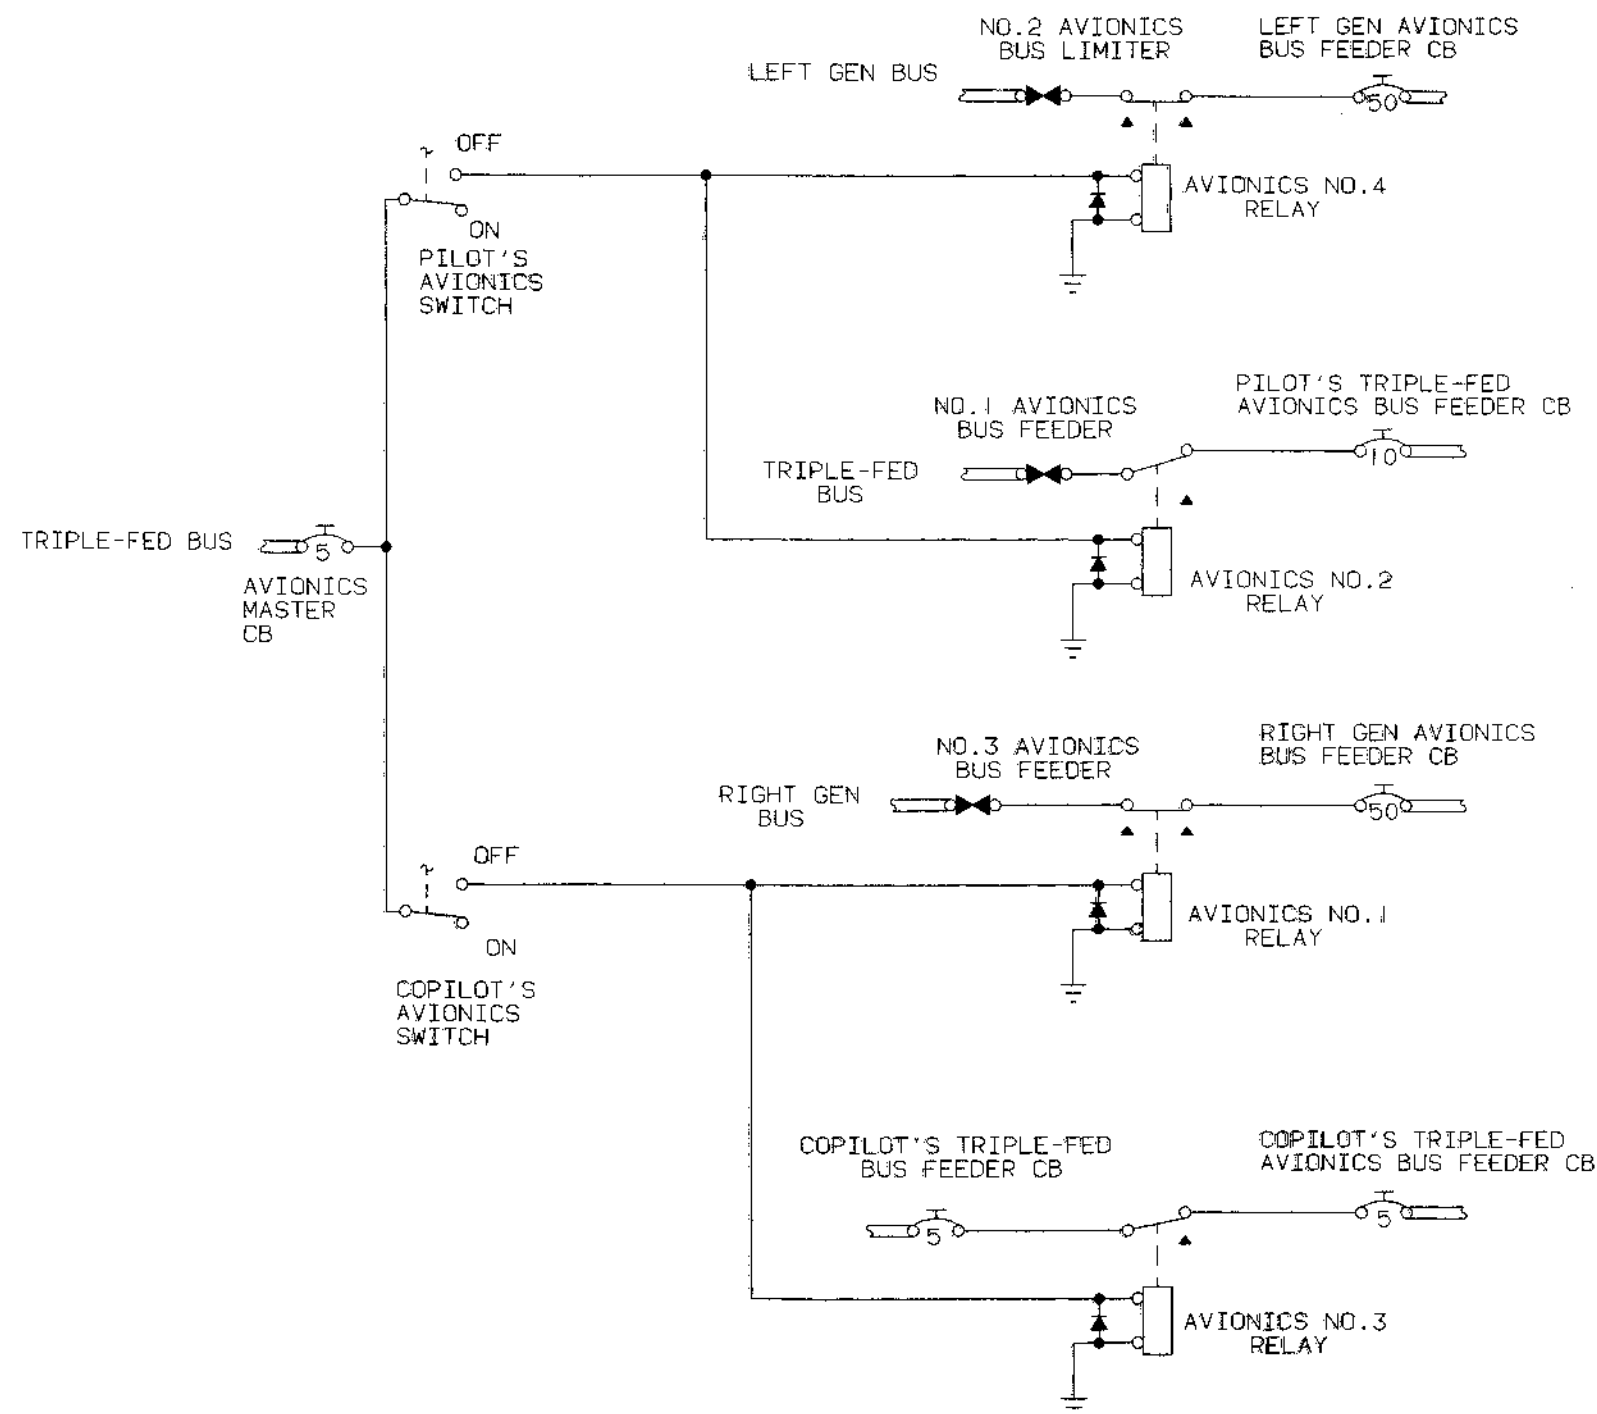 NO.2 AVIONICS
BUS LIMITER
LEFT GEN AVIONICS
BUS FEEDER CB
LEFT GEN BUS
50
OFF
ON
PILOT'S
AVIONICS
SWITCH
AVIONICS NO.4
RELAY
NO.1 AVIONICS
BUS FEEDER
PILOT'S TRIPLE-FED
AVIONICS BUS FEEDER CB
TRIPLE-FED
BUS
10
TRIPLE-FED BUS
5
AVIONICS
MASTER
CB
AVIONICS NO.2
RELAY
NO.3 AVIONICS
BUS FEEDER
RIGHT GEN AVIONICS
BUS FEEDER CB
RIGHT GEN
BUS
50
OFF
ON
COPILOT'S
AVIONICS
SWITCH
AVIONICS NO.1
RELAY
COPILOT'S TRIPLE-FED
BUS FEEDER CB
COPILOT'S TRIPLE-FED
AVIONICS BUS FEEDER CB
5
5
AVIONICS NO.3
RELAY